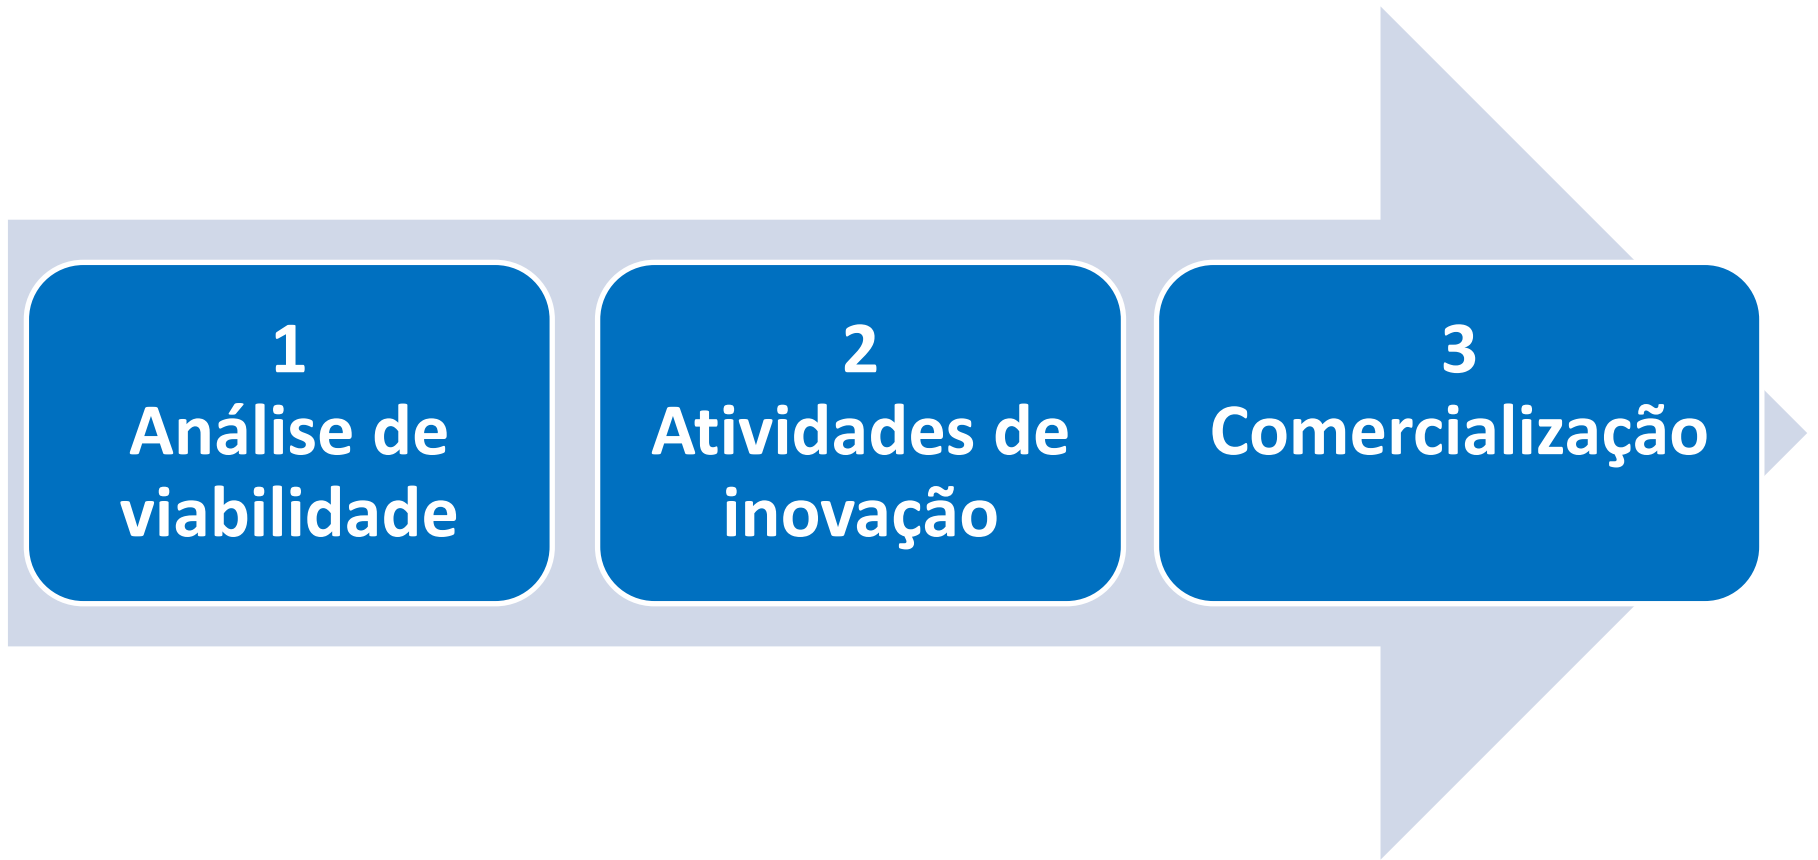 1
Análise de
viabilidade
2
Atividades de
inovação
3
Comercialização